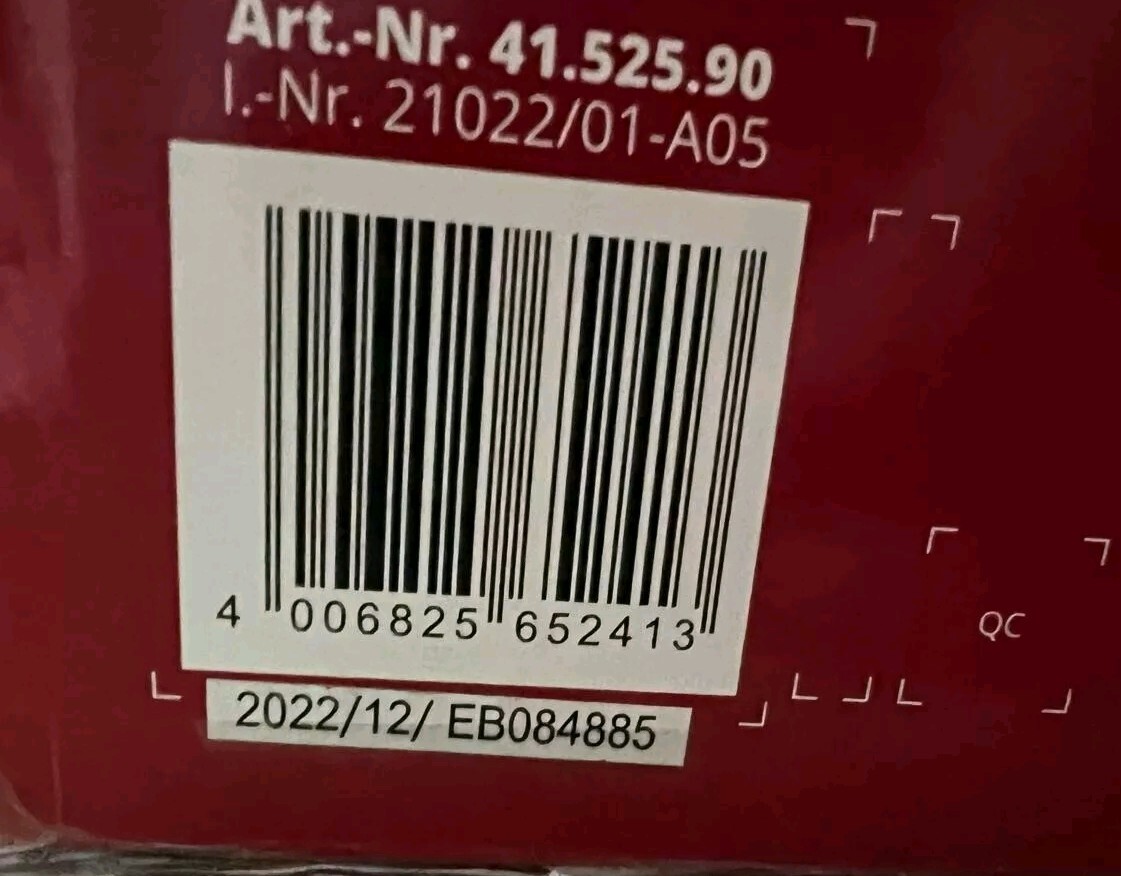 Art.-Nr. 41.525.90
I.-Nr. 21022/01-A05
4 006825 652413
QC
2022/12/ EB084885